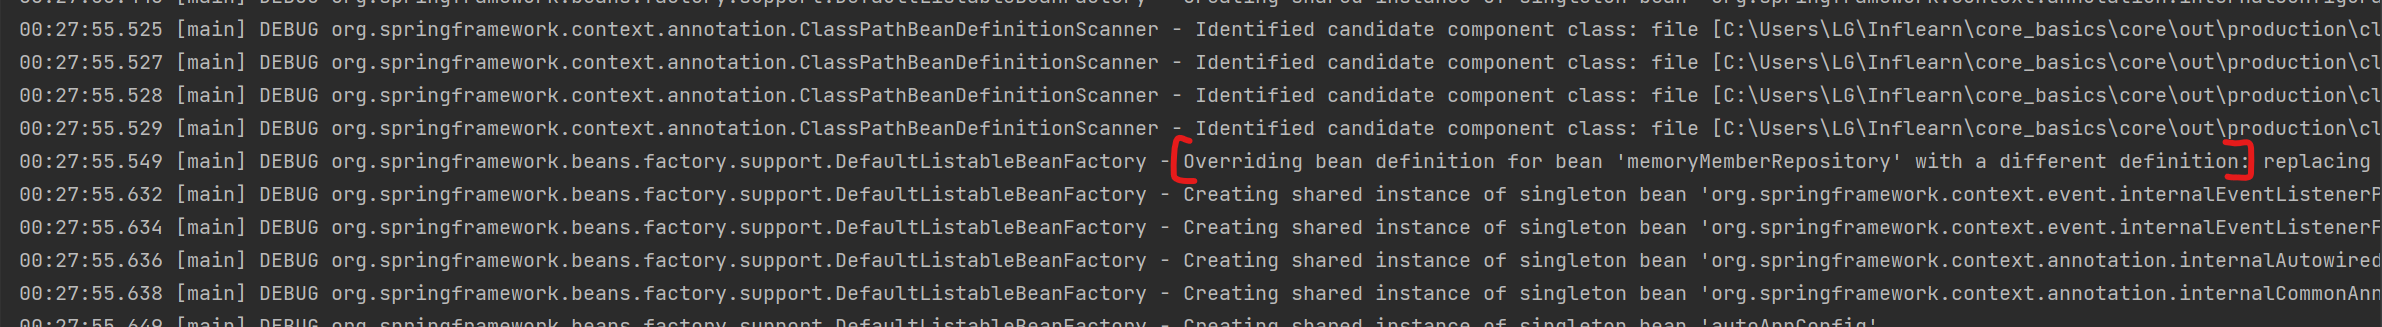 00:27:55.525 [main] DEBUG org.springframework.context.annotation.ClassPathBeanDefinitionScanner - Identified candidate component class: file [C:\Users\LG\Inflearn\core_basics\core\out\production\cl
00:27:55.527 [main] DEBUG org.springframework.context.annotation.ClassPathBeanDefinitionScanner - Identified candidate component class: file [C:\Users\LG\Inflearn\core_basics\core\out\production\cl
00:27:55.528 [main] DEBUG org.springframework.context.annotation.ClassPathBeanDefinitionScanner - Identified candidate component class: file [C:\Users\LG\Inflearn\core_basics\core\out\production\cl
00:27:55.529 [main] DEBUG org.springframework.context.annotation.ClassPathBeanDefinitionScanner - Identified candidate component class: file [C:\Users\LG\Inflearn\core_basics\core\out\production\cl
00:27:55.549 [main] DEBUG org.springframework.beans.factory.support.DefaultListableBeanFactory - Overriding bean definition for bean 'memoryMemberRepository' with a different definition: replacing
00:27:55.632 [main] DEBUG org.springframework.beans.factory.support.DefaultListableBeanFactory - Creating shared instance of singleton bean 'org.springframework.context.event.internalEventListenerP
00:27:55.634 [main] DEBUG org.springframework.beans.factory.support.DefaultListableBeanFactory - Creating shared instance of singleton bean 'org.springframework.context.event.internalEventListenerF
00:27:55.636 [main] DEBUG org.springframework.beans.factory.support.DefaultListableBeanFactory - Creating shared instance of singleton bean 'org.springframework.context.annotation.internalAutowired
00:27:55.638 [main] DEBUG org.springframework.beans.factory.support.DefaultListableBeanFactory - Creating shared instance of singleton bean 'org.springframework.context.annotation.internalCommonAnn
[main] DEBUG org.springframework.beans.factory.support.DefaultListableBeanFactory - Creating shared instance of singleton bean 'autoAppConfig'